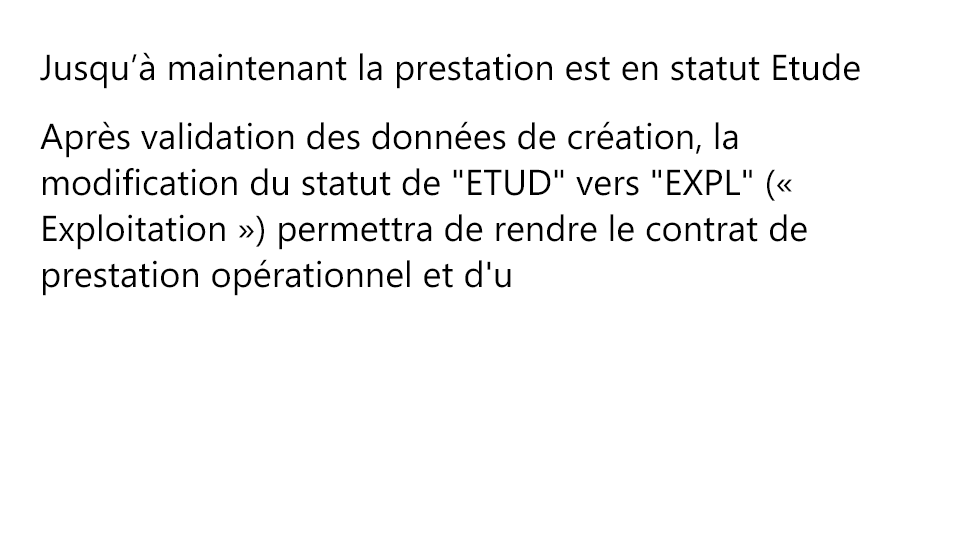 Jusqu’à maintenant la prestation est en statut Etude
Après validation des données de création, la
modification du statut de "ETUD" vers "EXPL" («
Exploitation ») permettra de rendre le contrat de
prestation opérationnel et d'u